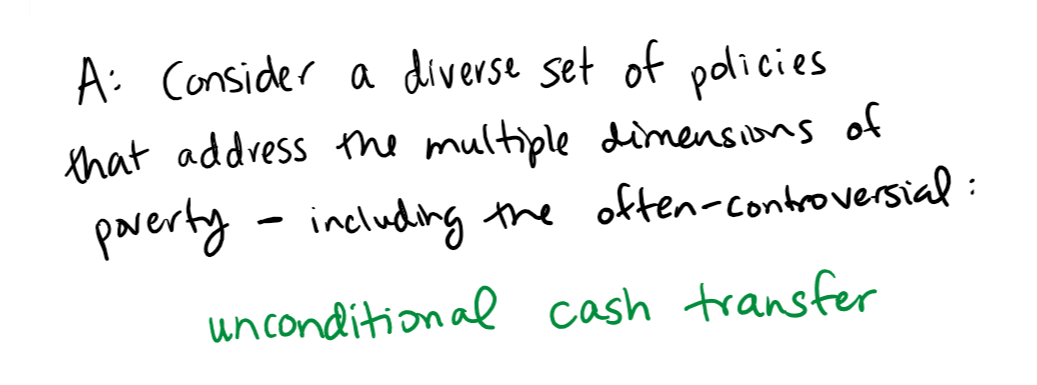 A: Consider a diverse set of policies
that address the multiple dimensions of
poverty - including the often-controversial:
unconditional cash transfer